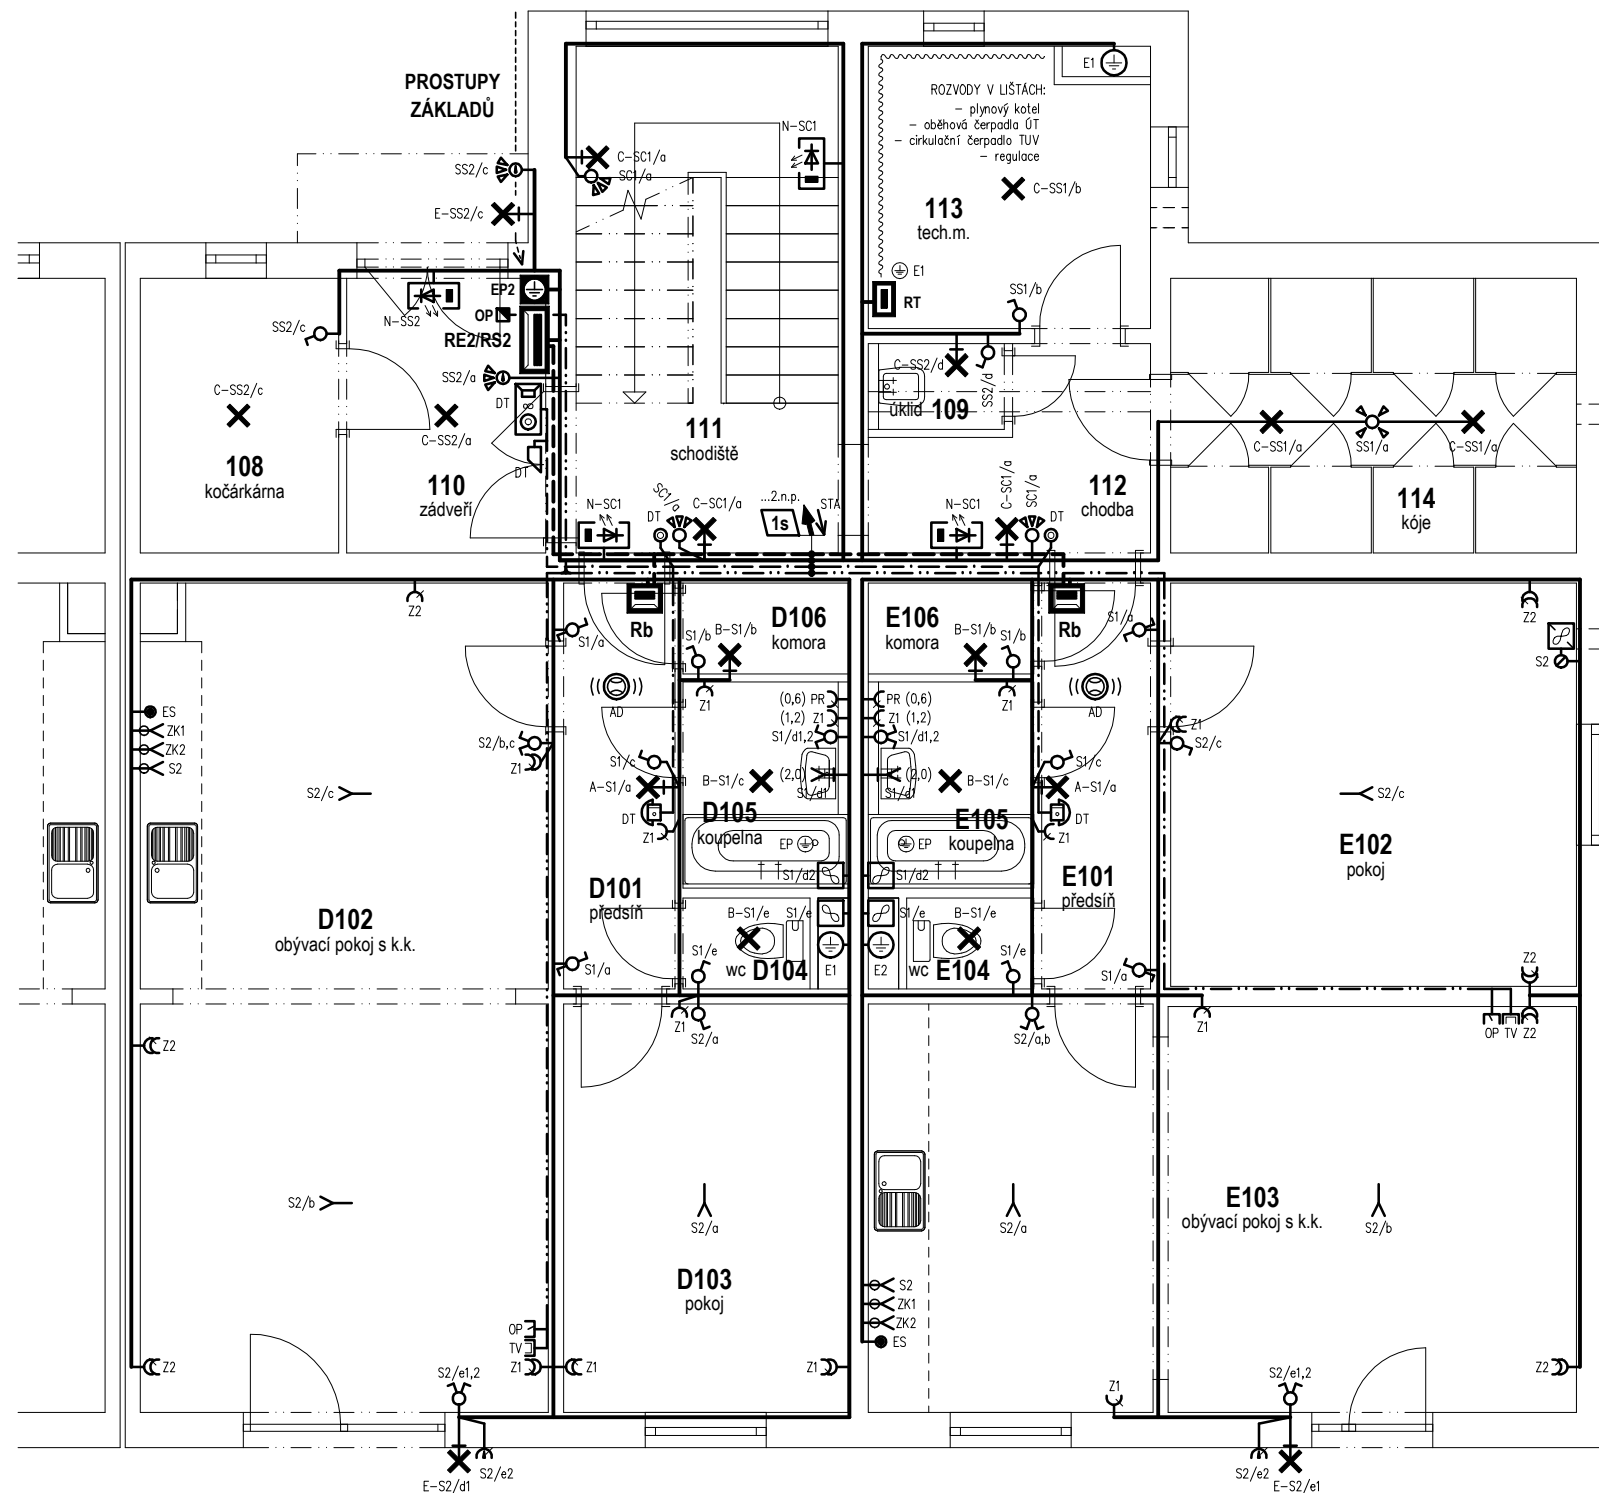 PROSTUPY
ZÁKLADŮ
E1
ROZVODY V LIŠTÁCH:
– plynový kotel
– oběhová čerpadla ÚT
– cirkulační čerpadlo TUV
– regulace
N-SC1
C-SC1/a
SC1/a
SS2/c
E-SS2/c
C-SS1/b
113
tech.m.
E1
RT
SS1/b
EP2
OP
N-SS2
RE2/RS2
SS2/c
SS2/a
DT
C-SS2/d
SS2/d
úklid 109
C-SS2/c
C-SS2/a
108
kočárkárna
110
zádveří
DT
111
schodiště
C-SS1/a
SS1/a
C-SS1/a
114
kóje
112
chodba
N-SC1
SC1/a
DT
C-SC1/a
...2.n.p.
1s
STA
N-SC1
C-SC1/a
SC1/a
DT
Z2
Rb
D106
komora
E106
komora
Rb
Z2
S1/a
S1/b
B-S1/b
B-S1/b
S1/b
S1/a
S2
Z1
Z1
AD
AD
(0,6) PR
(1,2) Z1
S1/d1,2
(2,0)
S1/d1
PR (0,6)
Z1 (1,2)
S1/d1,2
(2,0)
S1/d1
ES
ZK1
ZK2
S2
S2/b,c
Z1
Z1
S2/c
S1/c
A-S1/a
B-S1/c
B-S1/c
S1/c
A-S1/a
S2/c
S2/c
DT
Z1
D105
koupelna
E105
koupelna
DT
Z1
EP
EP
E102
pokoj
S1/d2
S1/d2
D101
předsíň
E101
předsíň
D102
obývací pokoj s k.k.
B-S1/e
S1/e
S1/e
B-S1/e
S1/a
S1/e
wc D104
E1
E2
wc E104
S1/e
S1/a
Z2
Z1
S2/a
S2/a,b
Z1
OP
TV
Z2
Z2
S2/b
S2/a
S2/a
E103
obývací pokoj s k.k.
S2/b
D103
pokoj
S2
ZK1
ZK2
ES
OP
TV
Z2
Z1
Z1
Z1
Z2
S2/e1,2
Z1
S2/e1,2
S2/e2
E-S2/d1
S2/e2
E-S2/e1